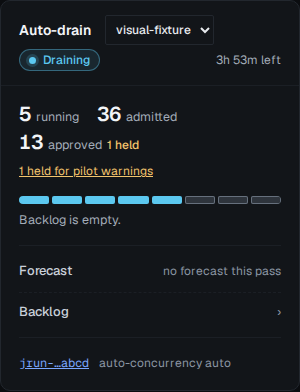 Auto-drain visual-fixture
Draining 3h 53m left
5 running 36 admitted
13 approved 1 held
1 held for pilot warnings
Backlog is empty.
Forecast no forecast this pass
Backlog ›
jrun-…abcd auto-concurrency auto